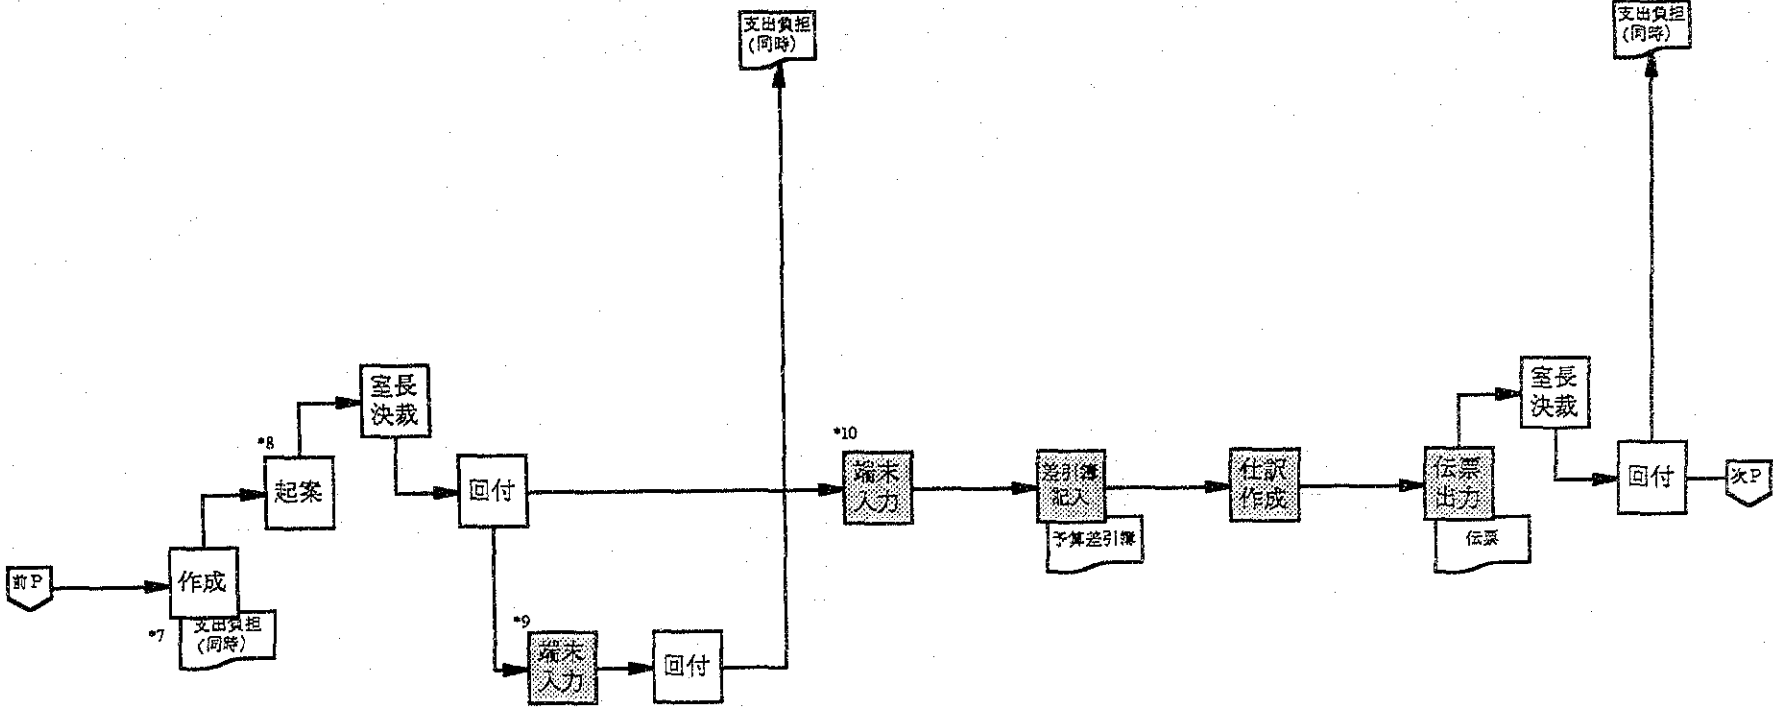 支出負担
(同時)
支出負担
(同時)
室長
決裁
室長
決裁
*8
起案
回付
*10
端末
入力
差引簿
記入
予算差引簿
仕訳
作成
伝票
出力
伝票
回付
次P
前P
作成
*7
支出負担
(同時)
*9
端末
入力
回付